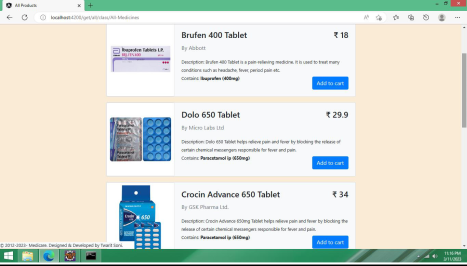 All Products
localhost:4200/get/all/class/All-Medicines
Brufen 400 Tablet
₹ 18
By Abbott
Description: Brufen 400 Tablet is a pain-relieving medicine. It is used to treat many
conditions such as headache, fever, period pain etc.
Contains: Ibuprofen (400mg)
Add to cart
Ibuprofen Tablets I.P.
Dolo 650 Tablet
₹ 29.9
By Micro Labs Ltd
Description: Dolo 650 Tablet helps relieve pain and fever by blocking the release of
certain chemical messengers responsible for fever and pain.
Contains: Paracetamol ip (650mg)
Add to cart
Crocin Advance 650 Tablet
₹ 34
By GSK Pharma Ltd.
Description: Crocin Advance 650mg Tablet helps relieve pain and fever by blocking the
release of certain chemical messengers responsible for fever and pain.
Contains: Paracetamol ip (650mg)
Add to cart
650
© 2012-2023- Medicare. Designed & Developed by Twarit Soni.
11:16 PM